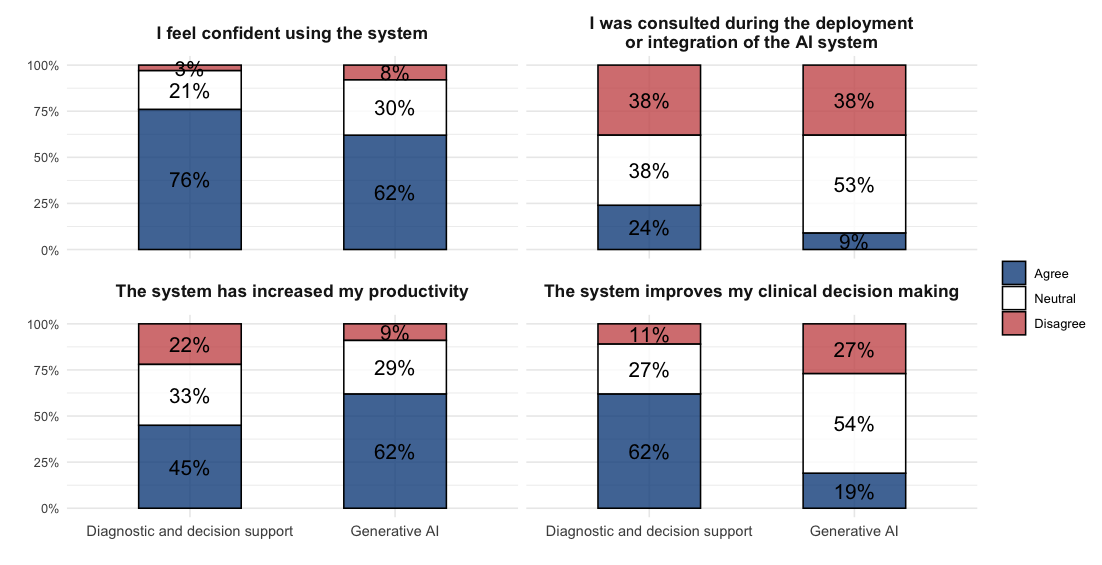 I feel confident using the system
I was consulted during the deployment
or integration of the AI system
100%
75%
50%
25%
0%
3%
21%
76%
8%
30%
62%
38%
38%
24%
38%
53%
9%
The system has increased my productivity
The system improves my clinical decision making
100%
75%
50%
25%
0%
22%
33%
45%
9%
29%
62%
11%
27%
62%
27%
54%
19%
Diagnostic and decision support
Generative AI
Diagnostic and decision support
Generative AI
Agree
Neutral
Disagree